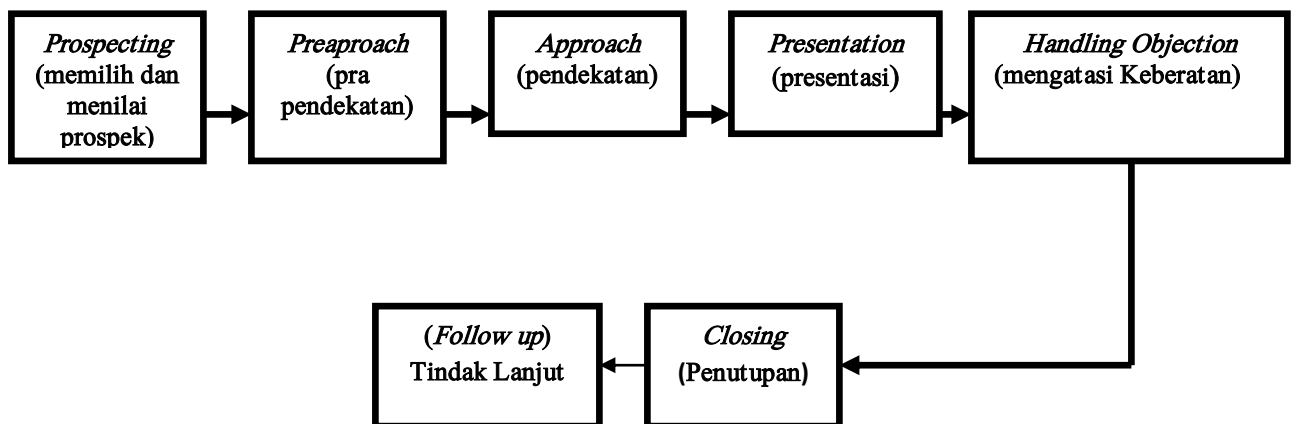 Prospecting
(memilih dan
menilai
prospek)
Preaproach
(pra
pendekatan)
Approach
(pendekatan)
Presentation
(presentasi)
Handling Objection
(mengatasi Keberatan)
Closing
(Penutupan)
(Follow up)
Tindak Lanjut